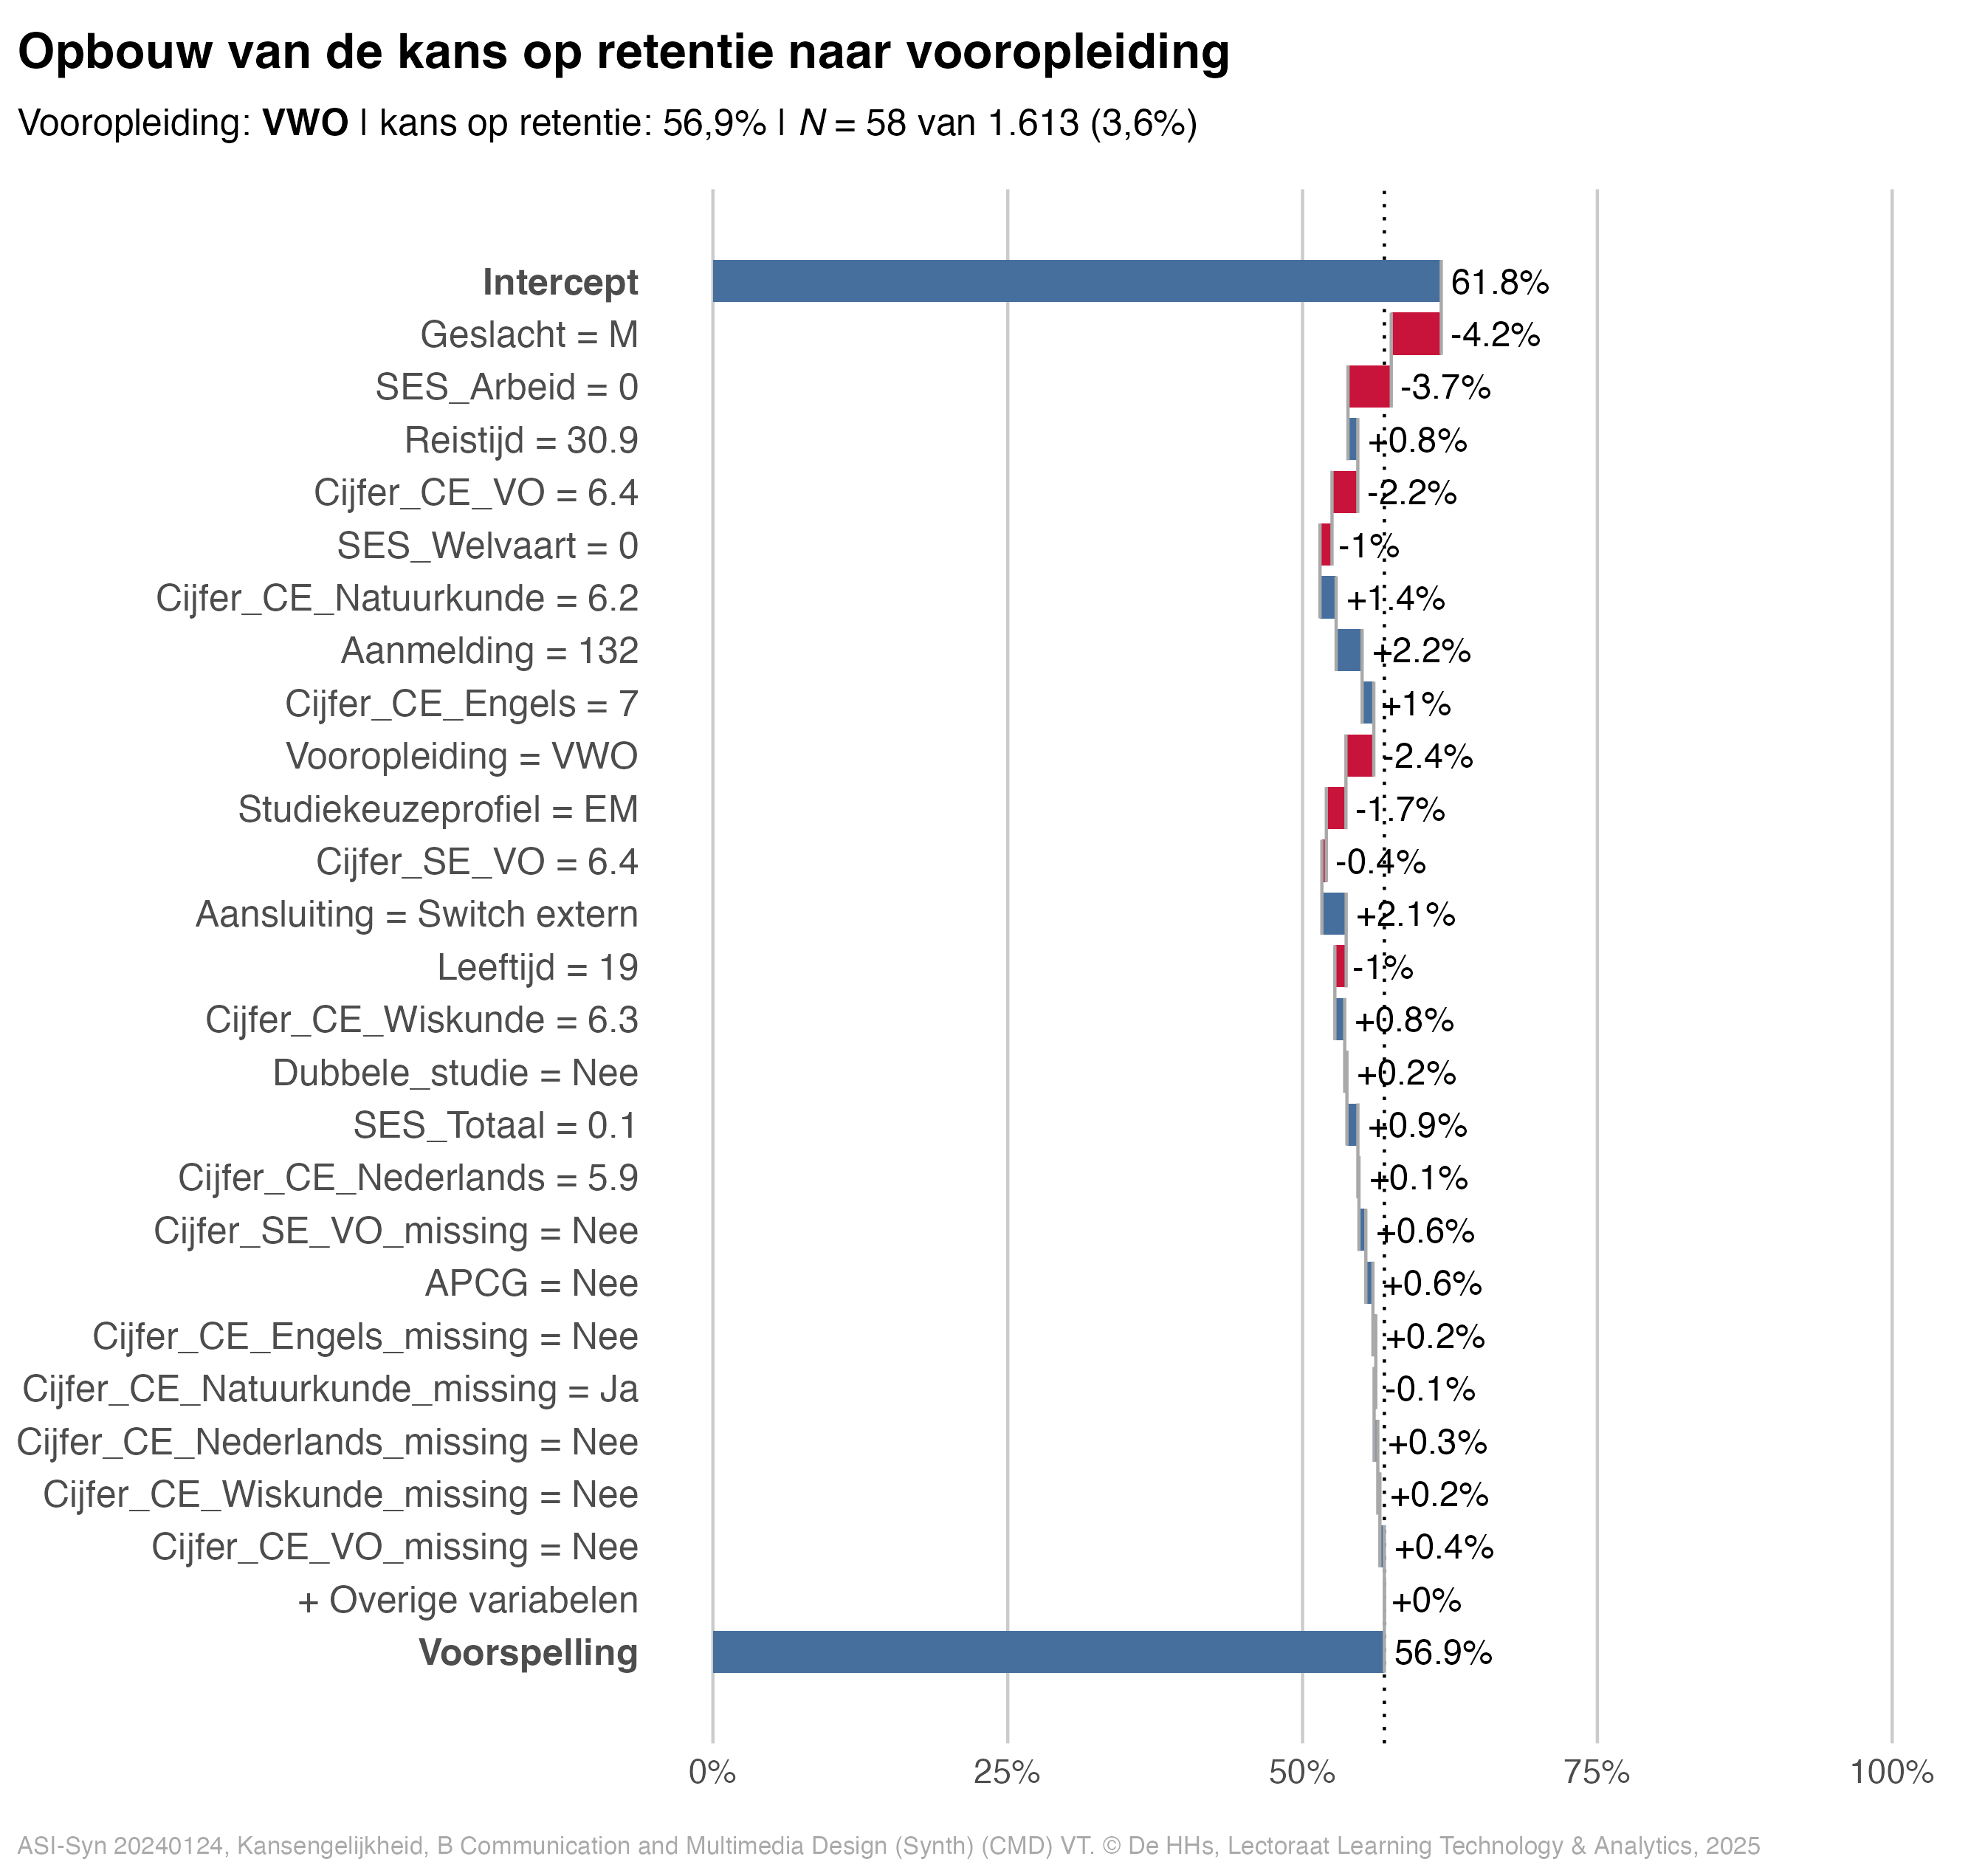 Opbouw van de kans op retentie naar vooropleiding
Vooropleiding: VWO | kans op retentie: 56,9% | N = 58 van 1.613 (3,6%)
Intercept 61.8%
Geslacht = M -4.2%
SES_Arbeid = 0 -3.7%
Reistijd = 30.9 +0.8%
Cijfer_CE_VO = 6.4 -2.2%
SES_Welvaart = 0 -1%
Cijfer_CE_Natuurkunde = 6.2 +1.4%
Aanmelding = 132 +2.2%
Cijfer_CE_Engels = 7 +1%
Vooropleiding = VWO -2.4%
Studiekeuzeprofiel = EM -1.7%
Cijfer_SE_VO = 6.4 -0.4%
Aansluiting = Switch extern +2.1%
Leeftijd = 19 -1%
Cijfer_CE_Wiskunde = 6.3 +0.8%
Dubbele_studie = Nee +0.2%
SES_Totaal = 0.1 +0.9%
Cijfer_CE_Nederlands = 5.9 +0.1%
Cijfer_SE_VO_missing = Nee +0.6%
APCG = Nee +0.6%
Cijfer_CE_Engels_missing = Nee +0.2%
Cijfer_CE_Natuurkunde_missing = Ja -0.1%
Cijfer_CE_Nederlands_missing = Nee +0.3%
Cijfer_CE_Wiskunde_missing = Nee +0.2%
Cijfer_CE_VO_missing = Nee +0.4%
+ Overige variabelen +0%
Voorspelling 56.9%
0% 25% 50% 75% 100%
ASI-Syn 20240124, Kansengelijkheid, B Communication and Multimedia Design (Synth) (CMD) VT. © De HHs, Lectoraat Learning Technology & Analytics, 2025